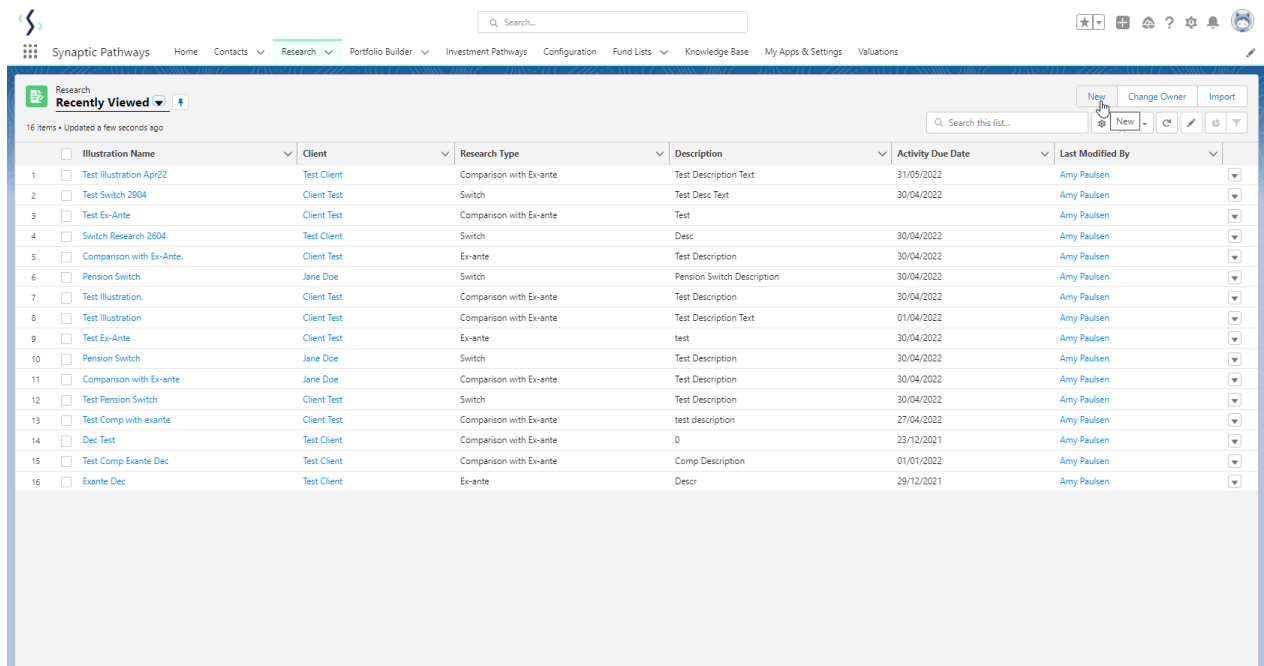 Search...
Synaptic Pathways Home Contacts Research Portfolio Builder Investment Pathways Configuration Fund Lists Knowledge Base My Apps & Settings Valuations
Research
Recently Viewed
New Change Owner Import
16 items • Updated a few seconds ago
Search this list...
New
Illustration Name Client Research Type Description Activity Due Date Last Modified By
1 Test Illustration Apr22 Test Client Comparison with Ex-ante Test Description Text 31/05/2022 Amy Paulsen
2 Test Switch 2904 Client Test Switch Test Desc Text 30/04/2022 Amy Paulsen
3 Test Ex-Ante Client Test Comparison with Ex-ante Test Amy Paulsen
4 Switch Research 2604 Test Client Switch Desc 30/04/2022 Amy Paulsen
5 Comparison with Ex-Ante. Client Test Ex-ante Test Description 30/04/2022 Amy Paulsen
6 Pension Switch Jane Doe Switch Pension Switch Description 30/04/2022 Amy Paulsen
7 Test Illustration. Client Test Comparison with Ex-ante Test Description 30/04/2022 Amy Paulsen
8 Test Illustration Client Test Comparison with Ex-ante Test Description Text 01/04/2022 Amy Paulsen
9 Test Ex-Ante Client Test Ex-ante test 30/04/2022 Amy Paulsen
10 Pension Switch Jane Doe Switch Test Description 30/04/2022 Amy Paulsen
11 Comparison with Ex-ante Jane Doe Comparison with Ex-ante Test Description 30/04/2022 Amy Paulsen
12 Test Pension Switch Client Test Switch Test Description 30/04/2022 Amy Paulsen
13 Test Comp with exante Client Test Comparison with Ex-ante test description 27/04/2022 Amy Paulsen
14 Dec Test Test Client Comparison with Ex-ante 0 23/12/2021 Amy Paulsen
15 Test Comp Exante Dec Test Client Comparison with Ex-ante Comp Description 01/01/2022 Amy Paulsen
16 Exante Dec Test Client Ex-ante Descr 29/12/2021 Amy Paulsen